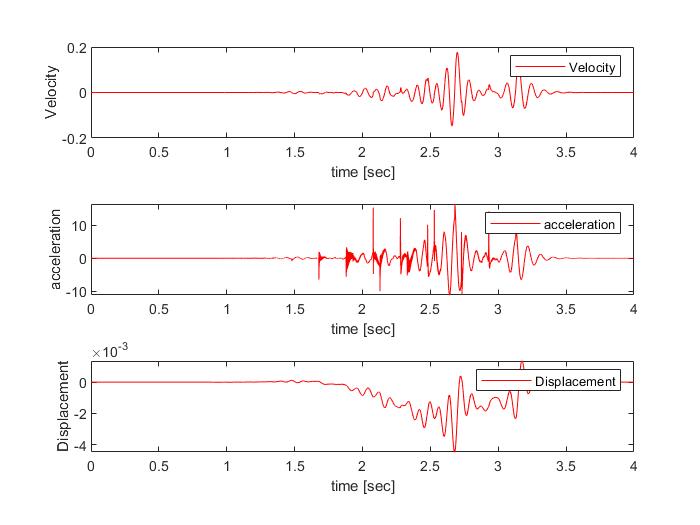 0.2
Velocity
Velocity
0
-0.2
0 0.5 1 1.5 2 2.5 3 3.5 4
time [sec]
acceleration
10
acceleration
0
-10
0 0.5 1 1.5 2 2.5 3 3.5 4
time [sec]
×10⁻³
Displacement
0
Displacement
-2
-4
0 0.5 1 1.5 2 2.5 3 3.5 4
time [sec]